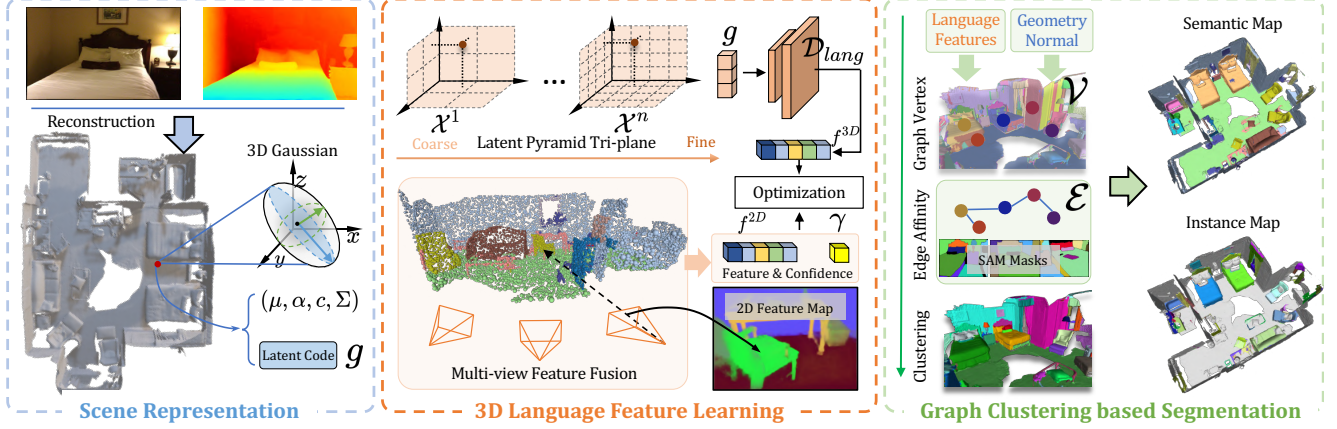 Reconstruction
3D Gaussian
z
x
y
(μ, α, c, Σ)
Latent Code
g
Scene Representation
𝒳¹
...
𝒳ⁿ
g
𝒟_lang
Coarse
Latent Pyramid Tri-plane
Fine
f³ᴰ
Optimization
f²ᴰ
γ
Feature & Confidence
2D Feature Map
Multi-view Feature Fusion
3D Language Feature Learning
Language
Features
Geometry
Normal
Graph Vertex
𝒱
Edge Affinity
ℰ
SAM Masks
Clustering
Semantic Map
Instance Map
Graph Clustering based Segmentation